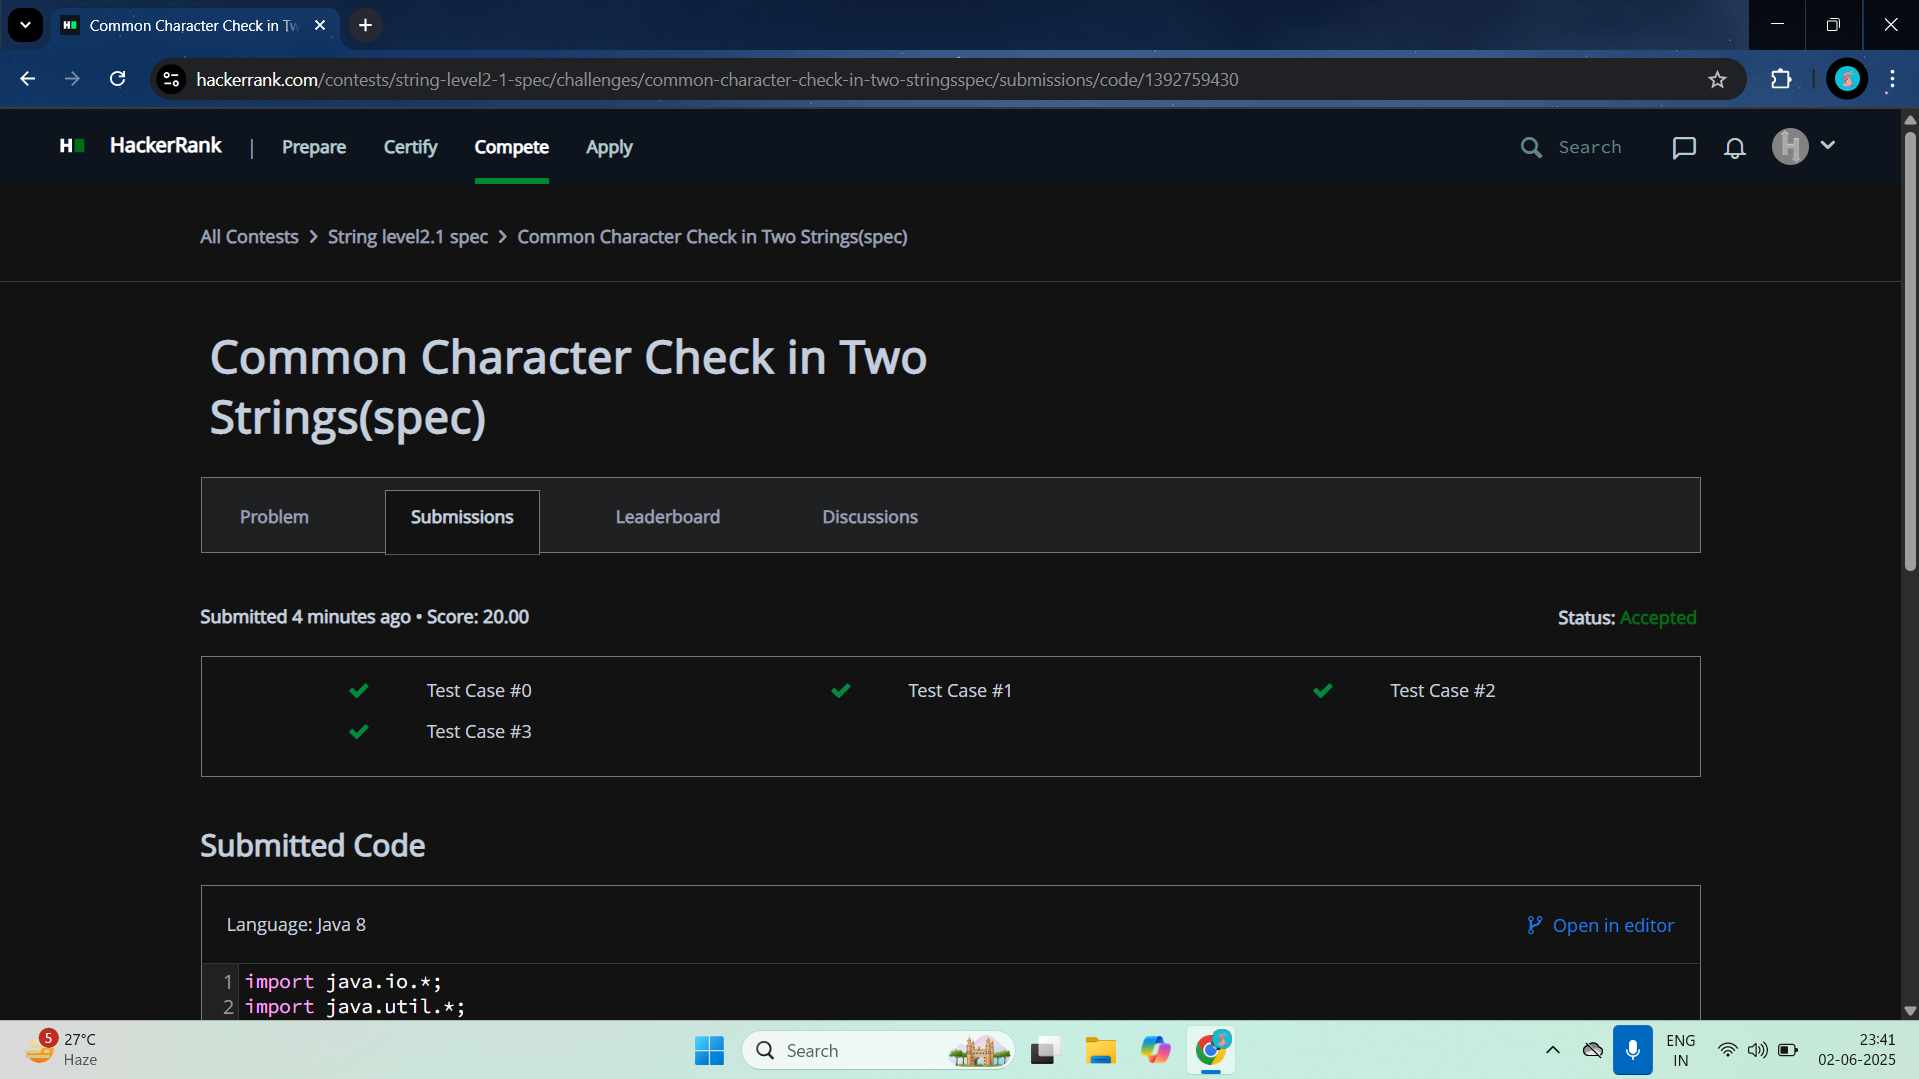 Common Character Check in Tw
hackerrank.com/contests/string-level2-1-spec/challenges/common-character-check-in-two-stringsspec/submissions/code/1392759430
H HackerRank | Prepare Certify Compete Apply Search
All Contests > String level2.1 spec > Common Character Check in Two Strings(spec)
Common Character Check in Two
Strings(spec)
Problem Submissions Leaderboard Discussions
Submitted 4 minutes ago • Score: 20.00 Status: Accepted
Test Case #0 Test Case #1 Test Case #2
Test Case #3
Submitted Code
Language: Java 8 Open in editor
1 import java.io.*;
2 import java.util.*;
5 27°C
Haze
Search
ENG
IN
23:41
02-06-2025